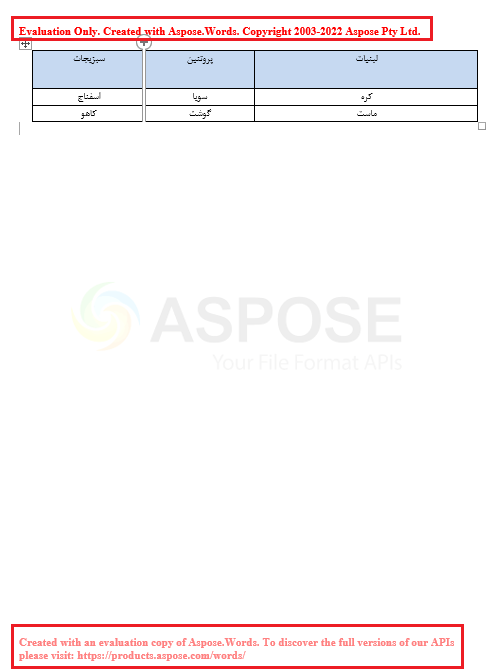 Evaluation Only. Created with Aspose.Words. Copyright 2003-2022 Aspose Pty Ltd.
لبنیات پروتئین سبزیجات
کره سویا اسفناج
ماست گوشت کاهو
ASPOSE
Your File Format APIs
Created with an evaluation copy of Aspose.Words. To discover the full versions of our APIs
please visit: https://products.aspose.com/words/